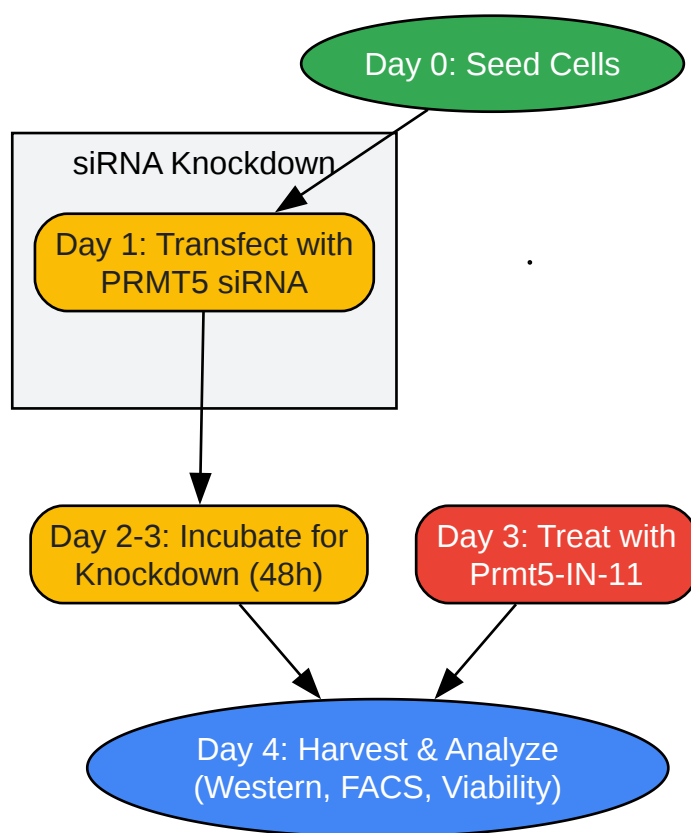 Day 0: Seed Cells
siRNA Knockdown
Day 1: Transfect with
PRMT5 siRNA
Day 2-3: Incubate for
Knockdown (48h)
Day 3: Treat with
Prmt5-IN-11
Day 4: Harvest & Analyze
(Western, FACS, Viability)